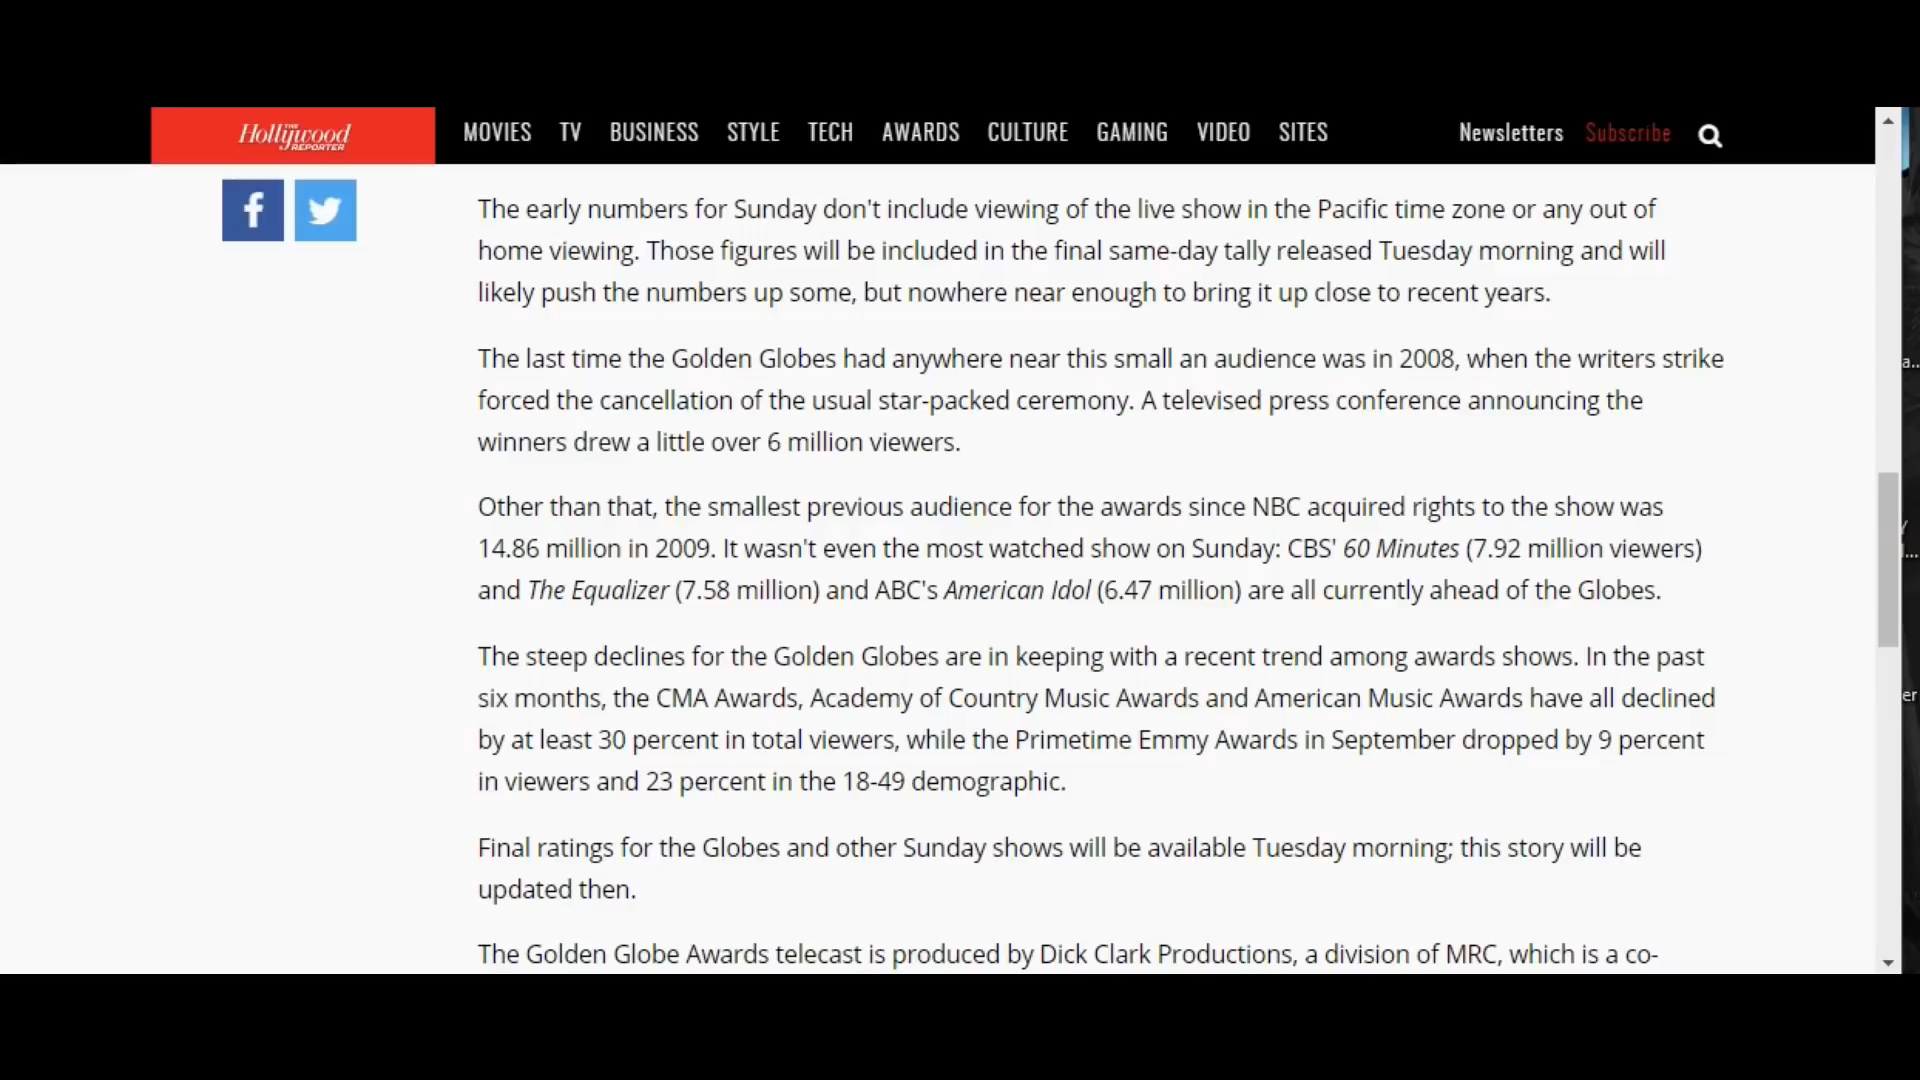 The Hollywood REPORTER
MOVIES TV BUSINESS STYLE TECH AWARDS CULTURE GAMING VIDEO SITES Newsletters Subscribe
The early numbers for Sunday don't include viewing of the live show in the Pacific time zone or any out of
home viewing. Those figures will be included in the final same-day tally released Tuesday morning and will
likely push the numbers up some, but nowhere near enough to bring it up close to recent years.
The last time the Golden Globes had anywhere near this small an audience was in 2008, when the writers strike
forced the cancellation of the usual star-packed ceremony. A televised press conference announcing the
winners drew a little over 6 million viewers.
Other than that, the smallest previous audience for the awards since NBC acquired rights to the show was
14.86 million in 2009. It wasn't even the most watched show on Sunday: CBS' 60 Minutes (7.92 million viewers)
and The Equalizer (7.58 million) and ABC's American Idol (6.47 million) are all currently ahead of the Globes.
The steep declines for the Golden Globes are in keeping with a recent trend among awards shows. In the past
six months, the CMA Awards, Academy of Country Music Awards and American Music Awards have all declined
by at least 30 percent in total viewers, while the Primetime Emmy Awards in September dropped by 9 percent
in viewers and 23 percent in the 18-49 demographic.
Final ratings for the Globes and other Sunday shows will be available Tuesday morning; this story will be
updated then.
The Golden Globe Awards telecast is produced by Dick Clark Productions, a division of MRC, which is a co-